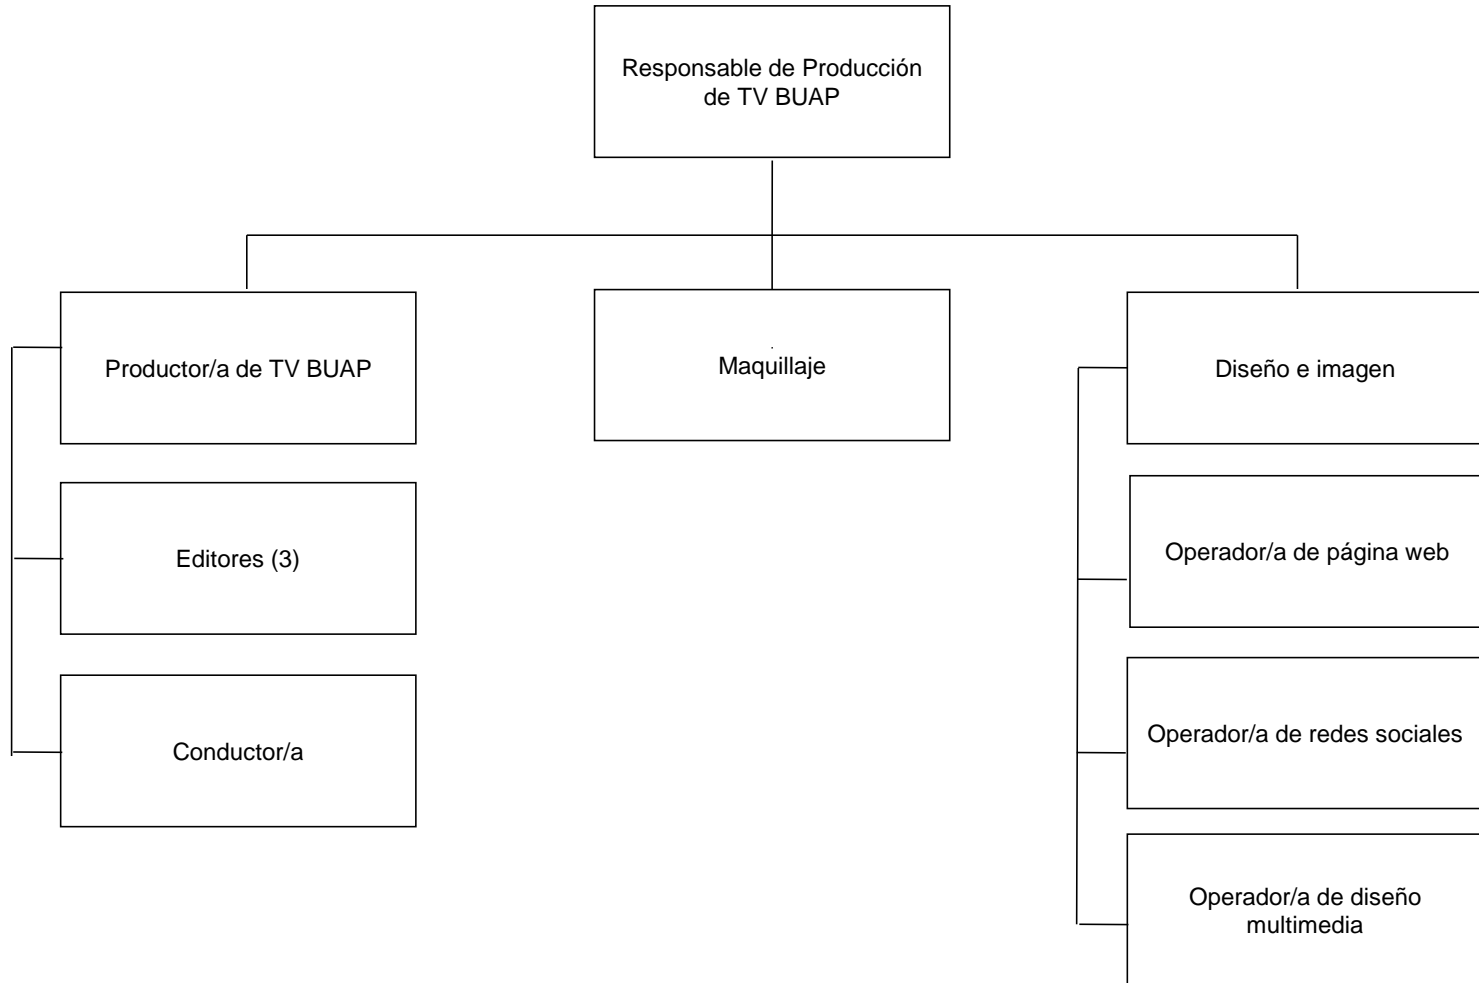 Responsable de Producción
de TV BUAP
Productor/a de TV BUAP
Maquillaje
Diseño e imagen
Editores (3)
Operador/a de página web
Conductor/a
Operador/a de redes sociales
Operador/a de diseño
multimedia